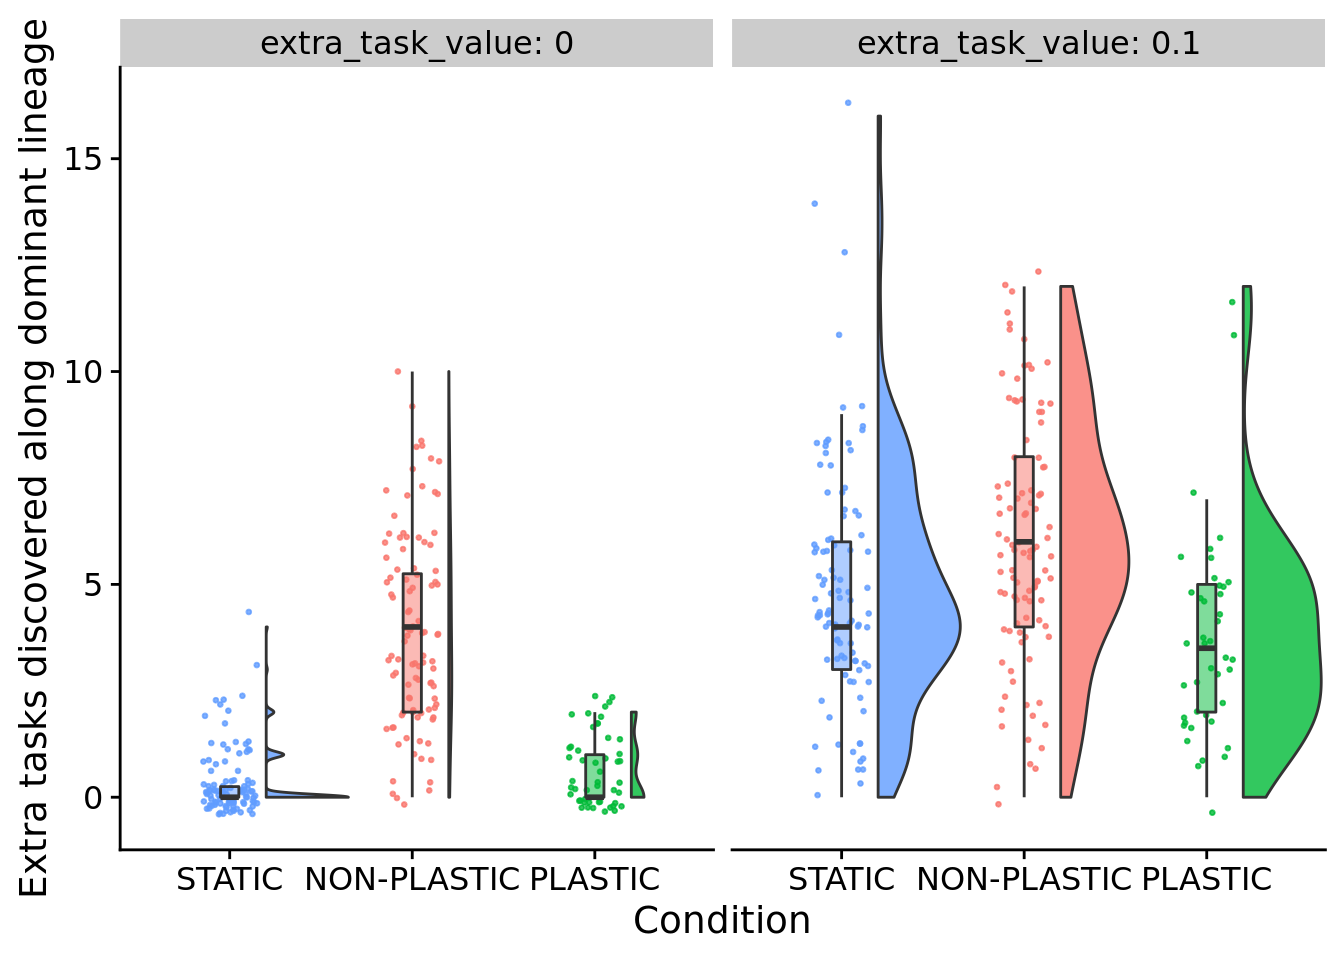 extra_task_value: 0
extra_task_value: 0.1
Extra tasks discovered along dominant lineage
15
10
5
0
STATIC NON-PLASTIC PLASTIC
STATIC NON-PLASTIC PLASTIC
Condition